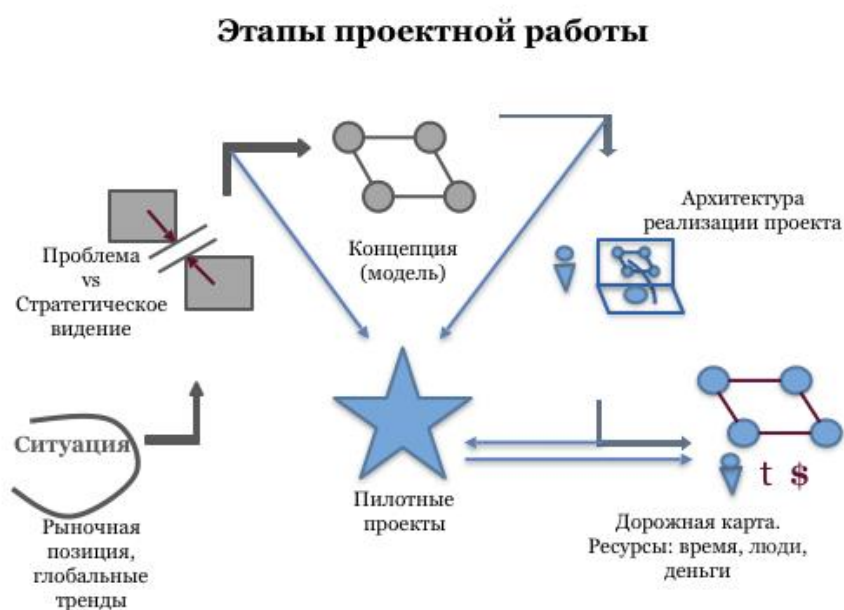 Этапы проектной работы
Проблема
vs
Стратегическое
видение
Концепция
(модель)
Архитектура
реализации проекта
Ситуация
Рыночная
позиция,
глобальные
тренды
Пилотные
проекты
t $
Дорожная карта.
Ресурсы: время, люди,
деньги